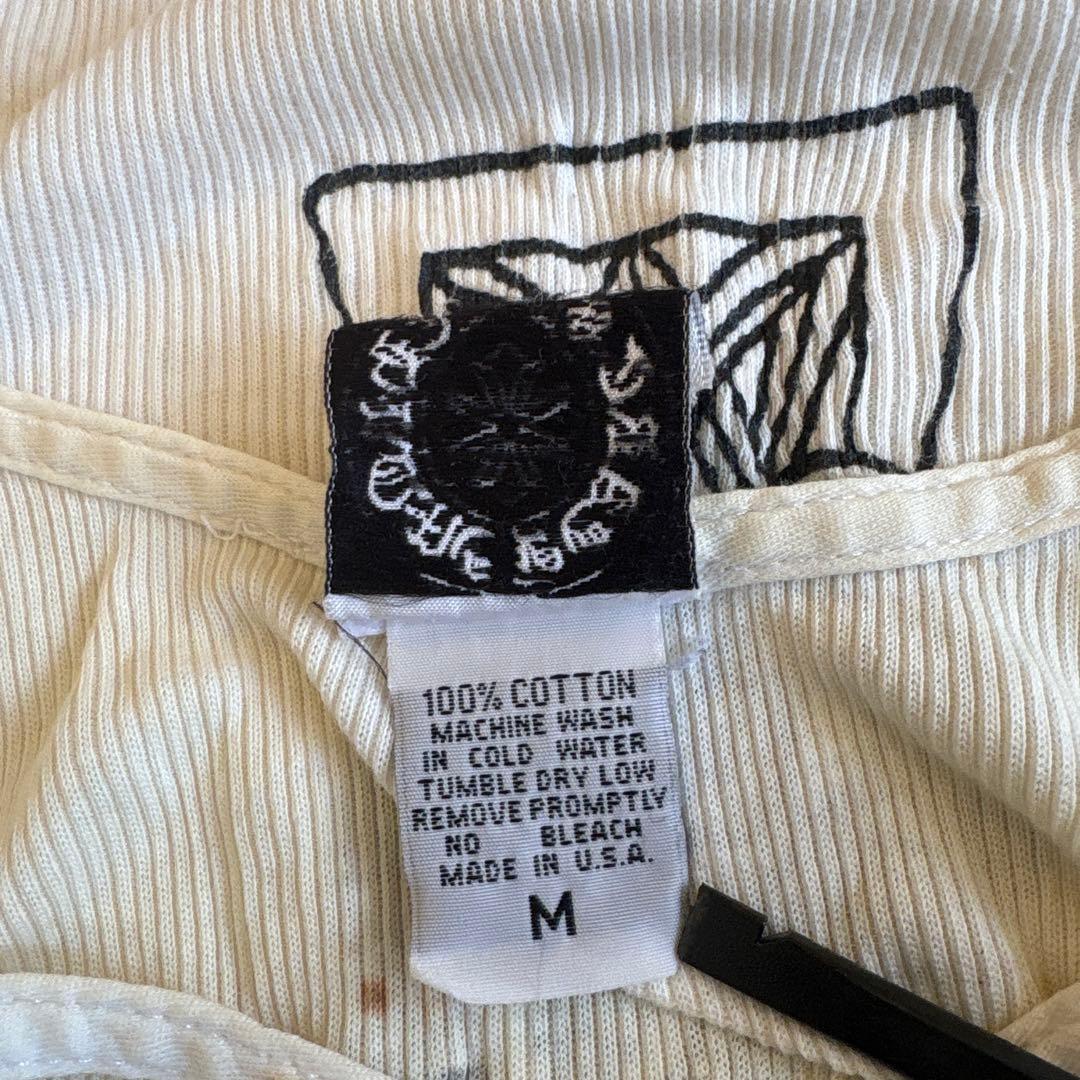 100% COTTON
MACHINE WASH
IN COLD WATER
TUMBLE DRY LOW
REMOVE PROMPTLY
NO BLEACH
MADE IN U.S.A.
M